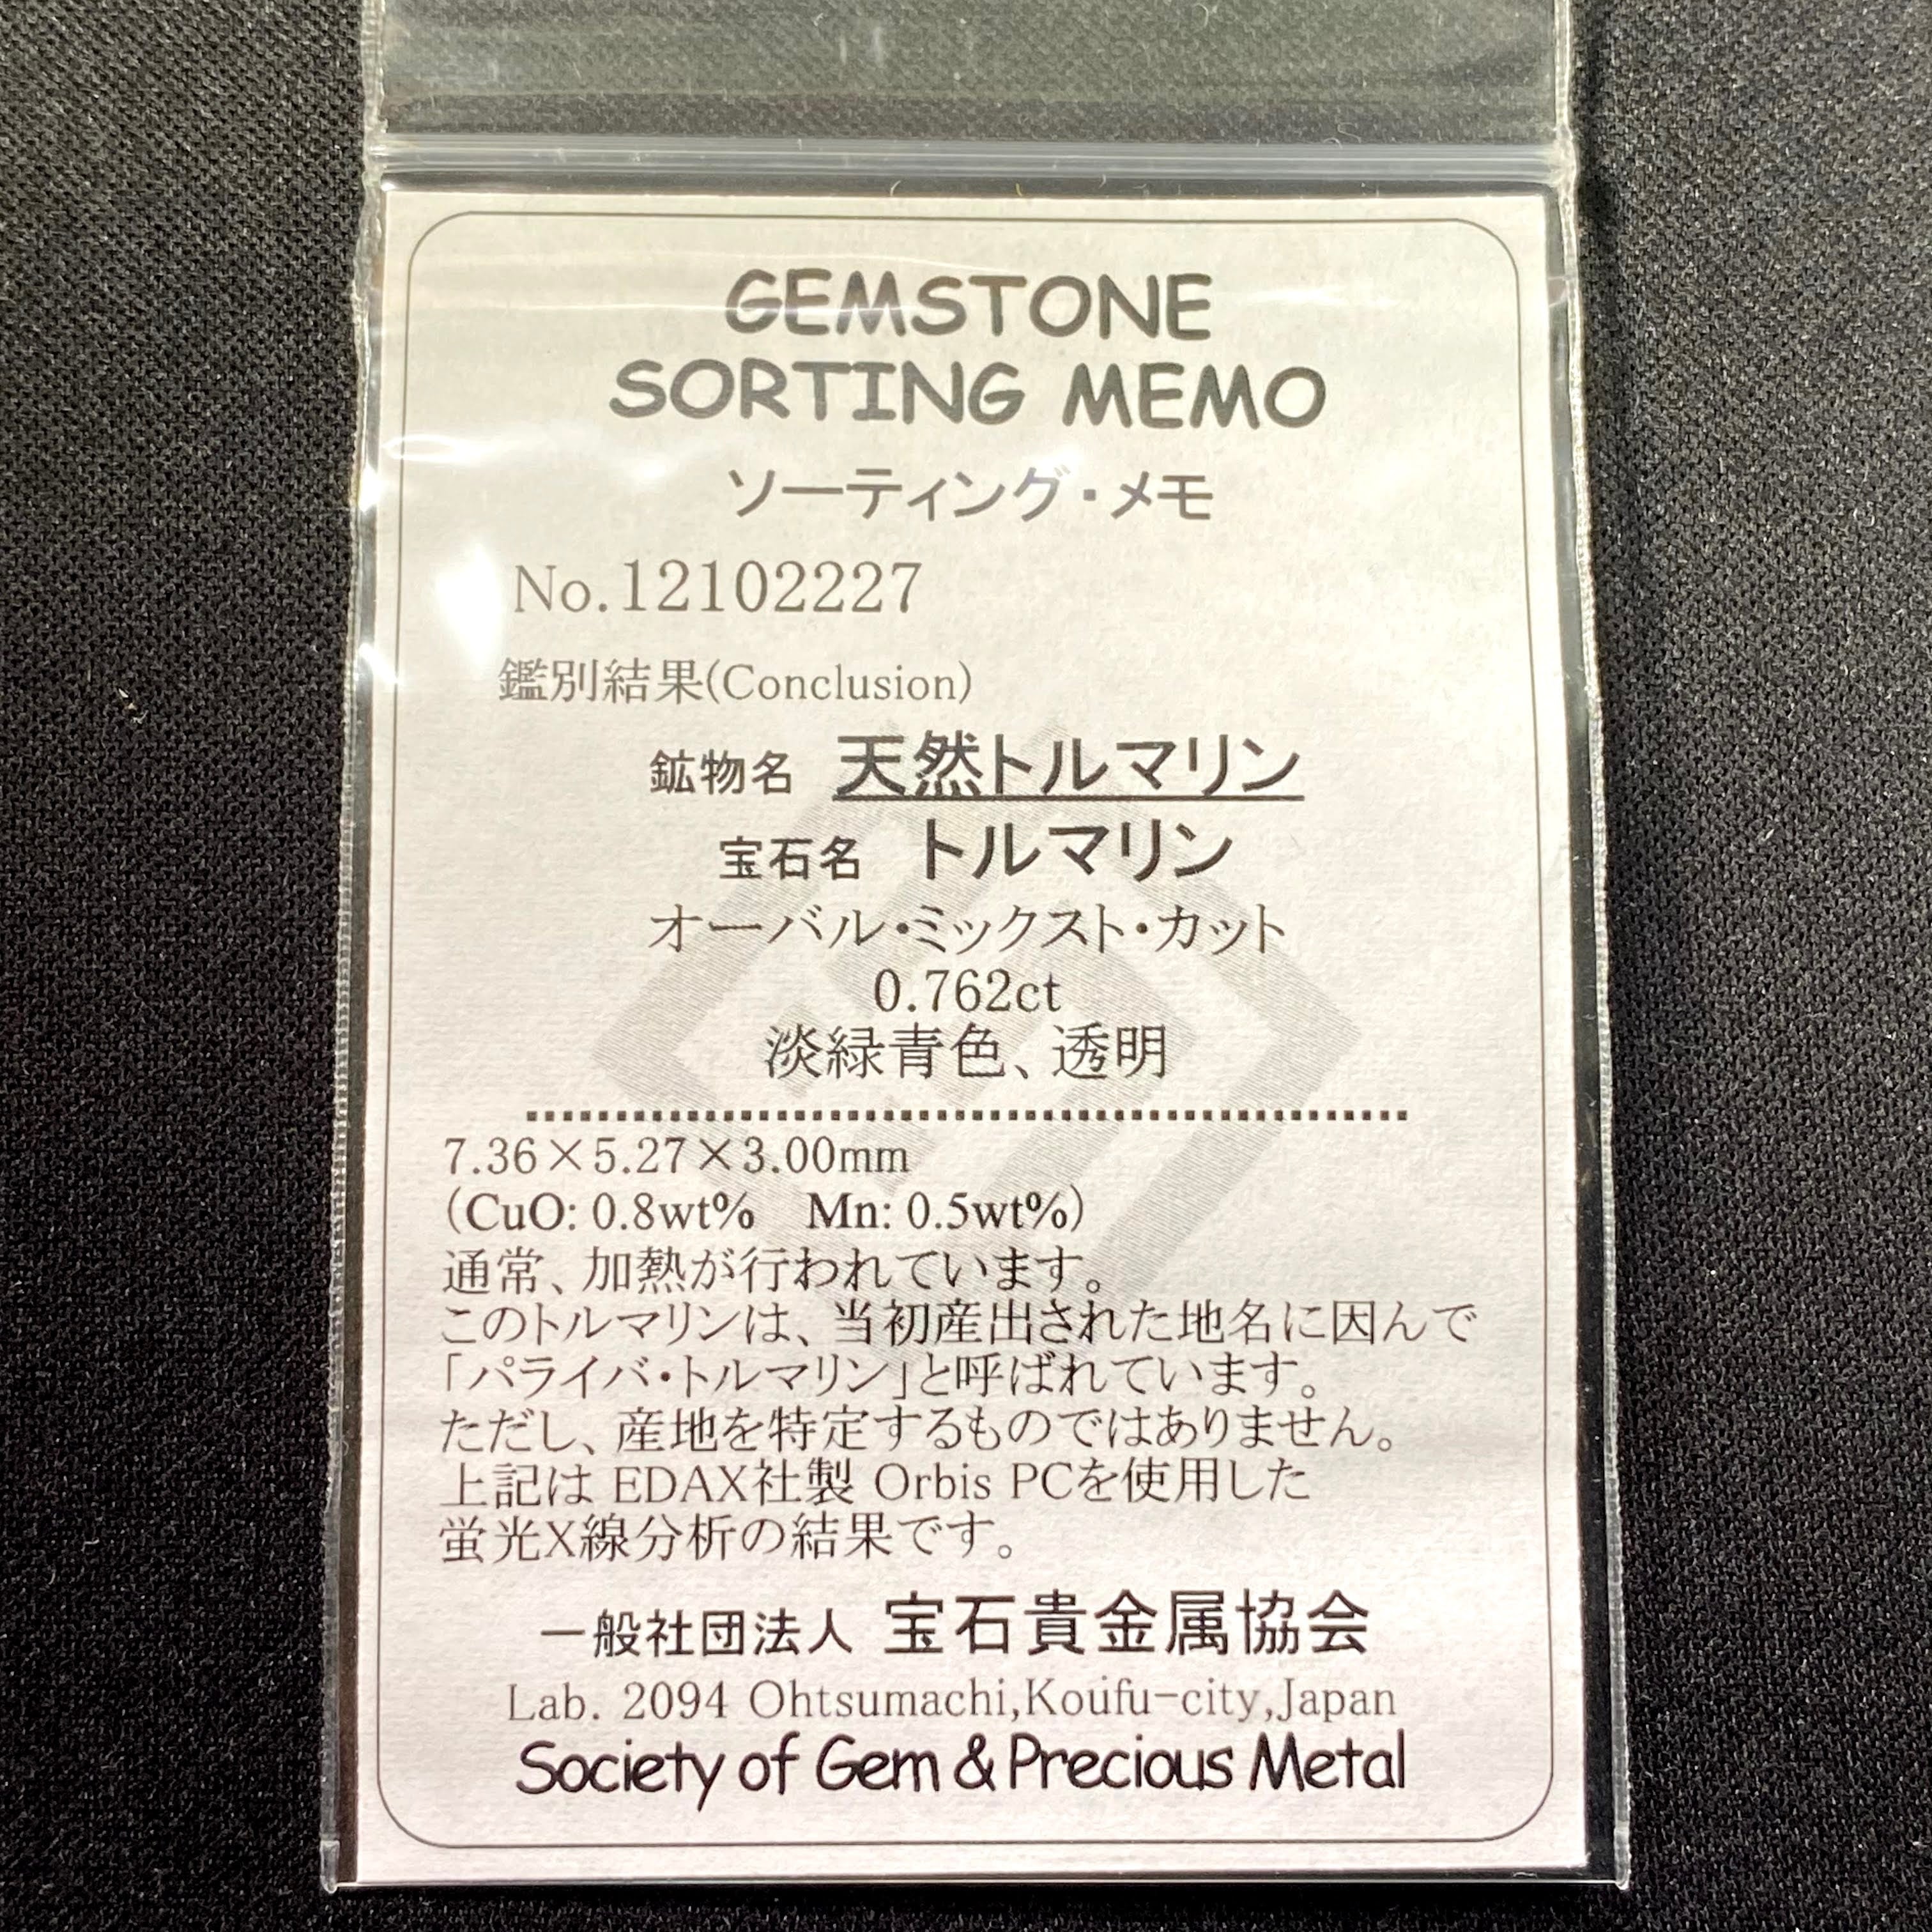 GEMSTONE
SORTING MEMO
ソーティング・メモ
No.12102227
鑑別結果(Conclusion)
鉱物名 天然トルマリン
宝石名 トルマリン
オーバル・ミックスト・カット
0.762ct
淡緑青色、透明
7.36×5.27×3.00mm
(CuO: 0.8wt% Mn: 0.5wt%)
通常、加熱が行われています。
このトルマリンは、当初産出された地名に因んで
「パライバ・トルマリン」と呼ばれています。
ただし、産地を特定するものではありません。
上記は EDAX社製 Orbis PCを使用した
蛍光X線分析の結果です。
一般社団法人 宝石貴金属協会
Lab. 2094 Ohtsumachi,Koufu-city,Japan
Society of Gem & Precious Metal